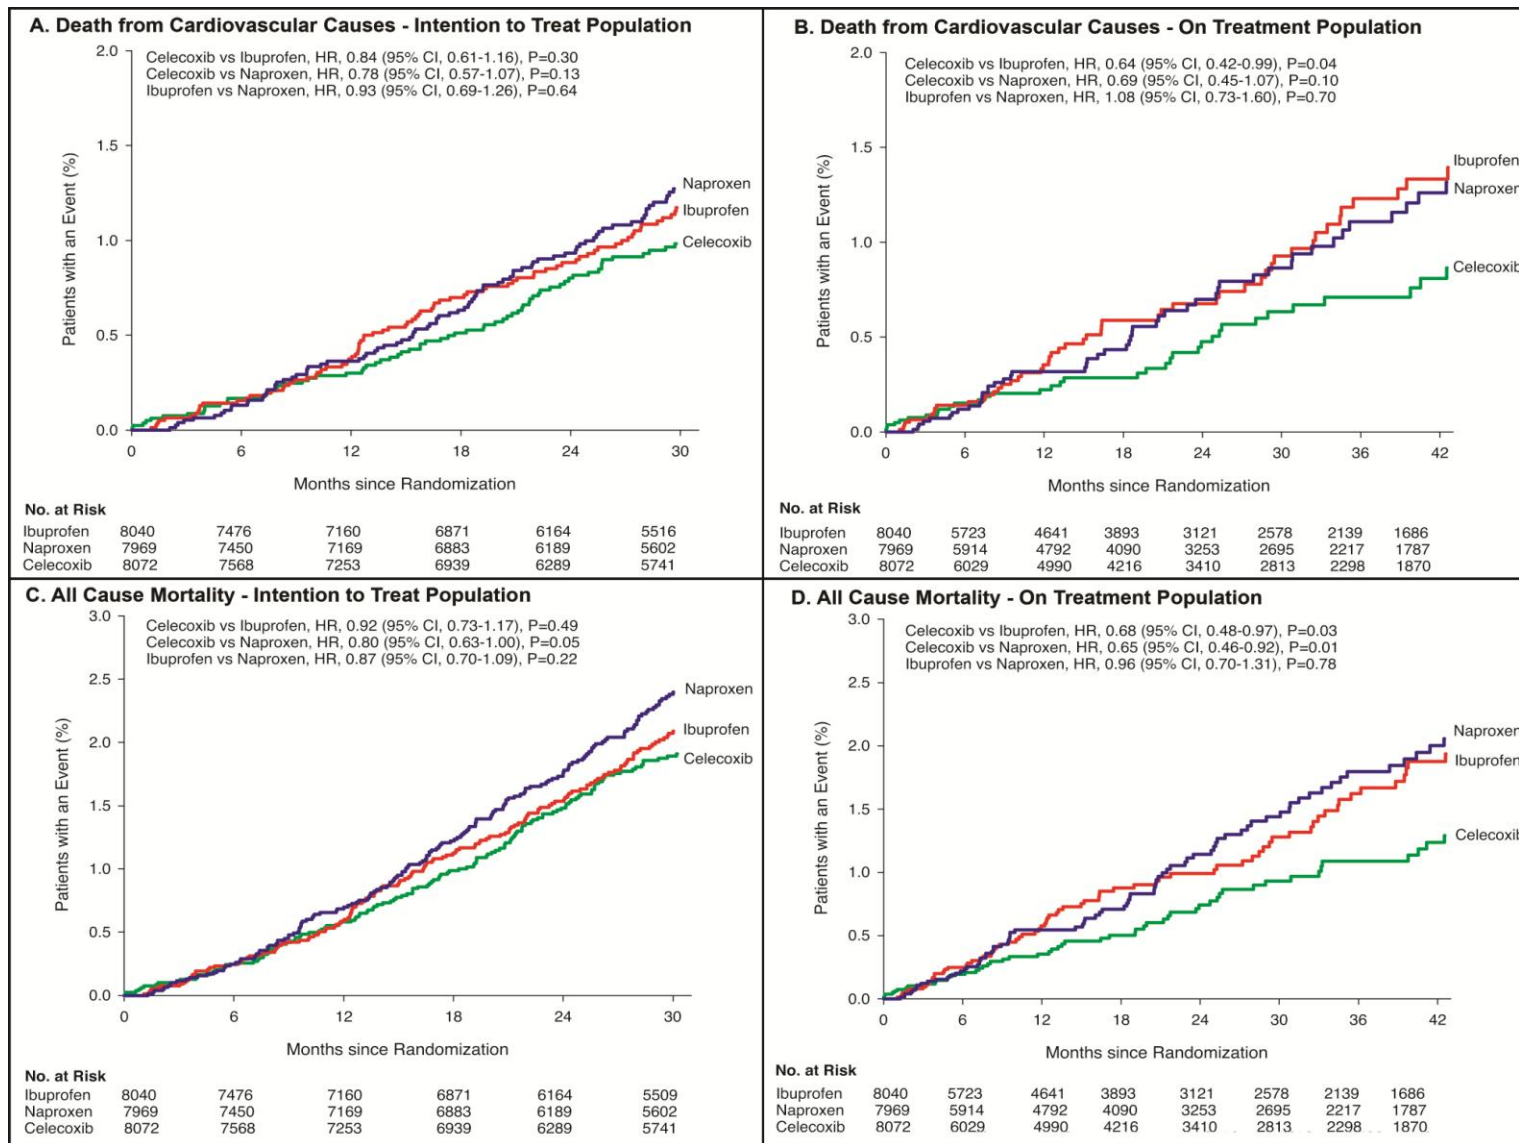 A. Death from Cardiovascular Causes - Intention to Treat Population
Celecoxib vs Ibuprofen, HR, 0.84 (95% CI, 0.61-1.16), P=0.30
Celecoxib vs Naproxen, HR, 0.78 (95% CI, 0.57-1.07), P=0.13
Ibuprofen vs Naproxen, HR, 0.93 (95% CI, 0.69-1.26), P=0.64
2.0
1.5
1.0
0.5
0.0
Patients with an Event (%)
Naproxen
Ibuprofen
Celecoxib
0 6 12 18 24 30
Months since Randomization
No. at Risk
Ibuprofen 8040 7476 7160 6871 6164 5516
Naproxen 7969 7450 7169 6883 6189 5602
Celecoxib 8072 7568 7253 6939 6289 5741
B. Death from Cardiovascular Causes - On Treatment Population
Celecoxib vs Ibuprofen, HR, 0.64 (95% CI, 0.42-0.99), P=0.04
Celecoxib vs Naproxen, HR, 0.69 (95% CI, 0.45-1.07), P=0.10
Ibuprofen vs Naproxen, HR, 1.08 (95% CI, 0.73-1.60), P=0.70
2.0
1.5
1.0
0.5
0.0
Patients with an Event (%)
Ibuprofen
Naproxen
Celecoxib
0 6 12 18 24 30 36 42
Months since Randomization
No. at Risk
Ibuprofen 8040 5723 4641 3893 3121 2578 2139 1686
Naproxen 7969 5914 4792 4090 3253 2695 2217 1787
Celecoxib 8072 6029 4990 4216 3410 2813 2298 1870
C. All Cause Mortality - Intention to Treat Population
Celecoxib vs Ibuprofen, HR, 0.92 (95% CI, 0.73-1.17), P=0.49
Celecoxib vs Naproxen, HR, 0.80 (95% CI, 0.63-1.00), P=0.05
Ibuprofen vs Naproxen, HR, 0.87 (95% CI, 0.70-1.09), P=0.22
3.0
2.5
2.0
1.5
1.0
0.5
0.0
Patients with an Event (%)
Naproxen
Ibuprofen
Celecoxib
0 6 12 18 24 30
Months since Randomization
No. at Risk
Ibuprofen 8040 7476 7160 6871 6164 5509
Naproxen 7969 7450 7169 6883 6189 5602
Celecoxib 8072 7568 7253 6939 6289 5741
D. All Cause Mortality - On Treatment Population
Celecoxib vs Ibuprofen, HR, 0.68 (95% CI, 0.48-0.97), P=0.03
Celecoxib vs Naproxen, HR, 0.65 (95% CI, 0.46-0.92), P=0.01
Ibuprofen vs Naproxen, HR, 0.96 (95% CI, 0.70-1.31), P=0.78
3.0
2.5
2.0
1.5
1.0
0.5
0.0
Patients with an Event (%)
Naproxen
Ibuprofen
Celecoxib
0 6 12 18 24 30 36 42
Months since Randomization
No. at Risk
Ibuprofen 8040 5723 4641 3893 3121 2578 2139 1686
Naproxen 7969 5914 4792 4090 3253 2695 2217 1787
Celecoxib 8072 6029 4990 4216 3410 2813 2298 1870